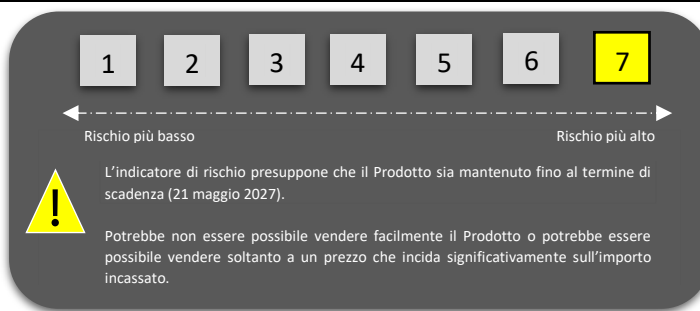 1 2 3 4 5 6 7
Rischio più basso Rischio più alto
L'indicatore di rischio presuppone che il Prodotto sia mantenuto fino al termine di
scadenza (21 maggio 2027).
!
Potrebbe non essere possibile vendere facilmente il Prodotto o potrebbe essere
possibile vendere soltanto a un prezzo che incida significativamente sull'importo
incassato.